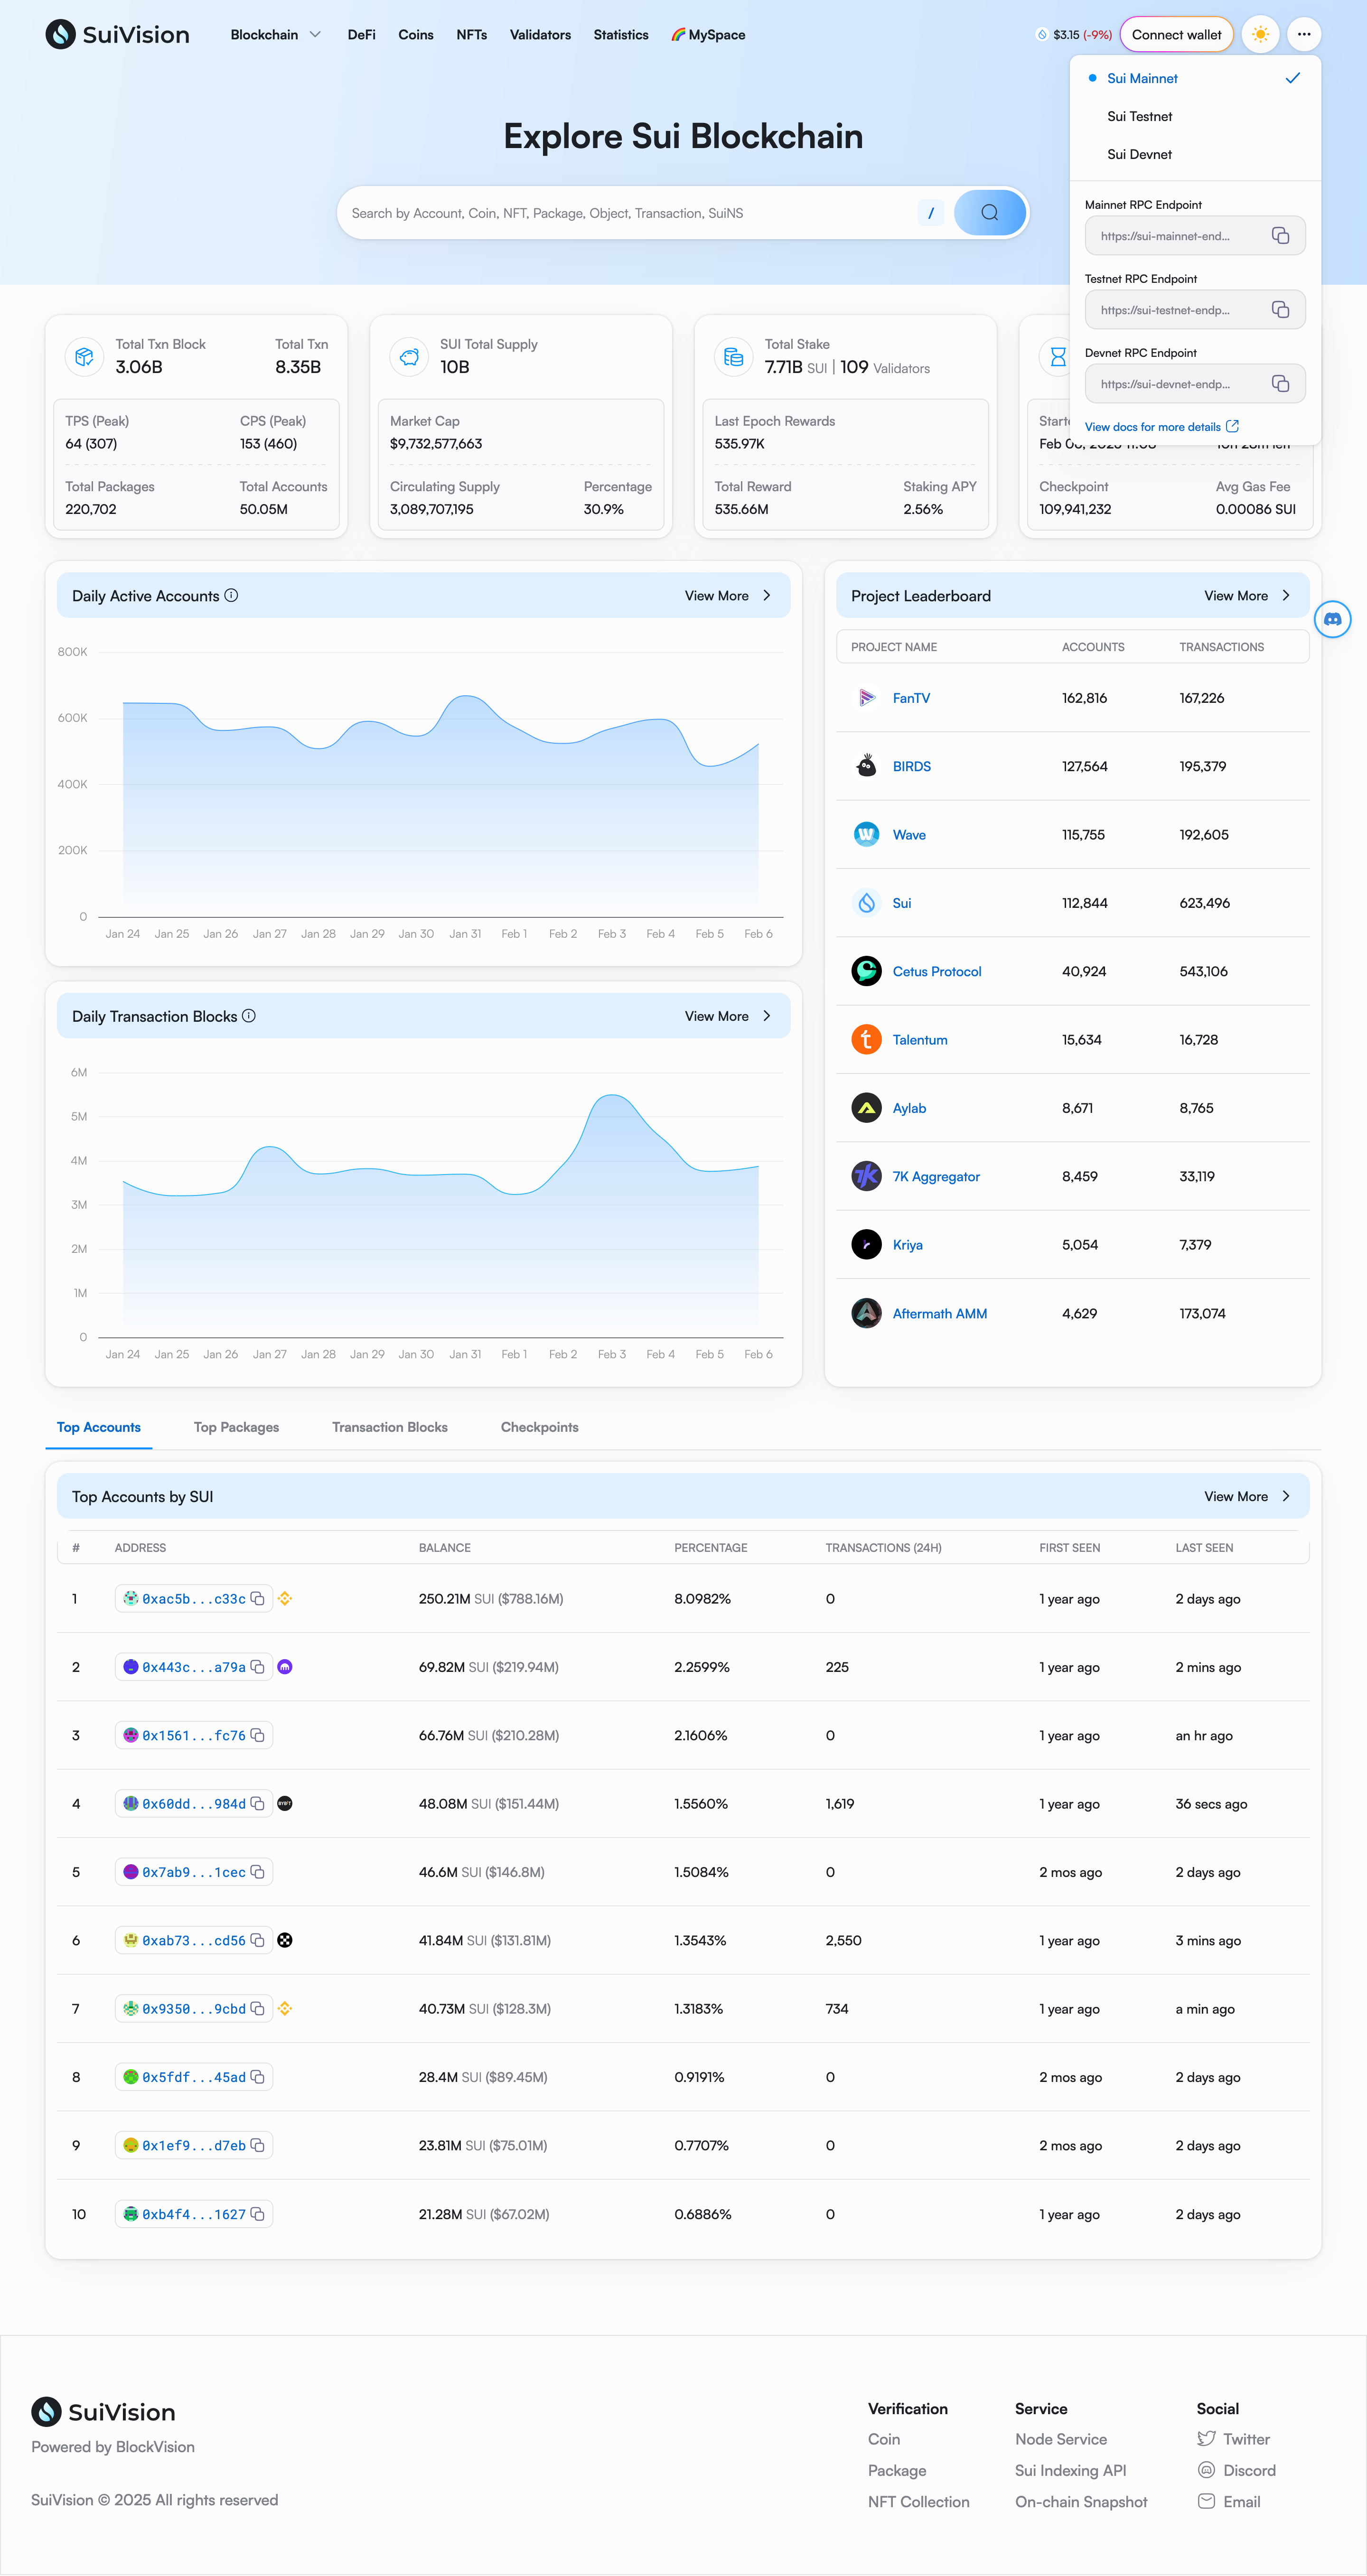 SuiVision
Blockchain DeFi Coins NFTs Validators Statistics MySpace
$3.15 (-9%) Connect wallet
Sui Mainnet
Sui Testnet
Sui Devnet
Mainnet RPC Endpoint
https://sui-mainnet-end...
Testnet RPC Endpoint
https://sui-testnet-endp...
Devnet RPC Endpoint
https://sui-devnet-endp...
View docs for more details
Explore Sui Blockchain
Search by Account, Coin, NFT, Package, Object, Transaction, SuiNS /
Total Txn Block Total Txn
3.06B 8.35B
TPS (Peak) CPS (Peak)
64 (307) 153 (460)
Total Packages Total Accounts
220,702 50.05M
SUI Total Supply
10B
Market Cap
$9,732,577,663
Circulating Supply Percentage
3,089,707,195 30.9%
Total Stake
7.71B SUI | 109 Validators
Last Epoch Rewards
535.97K
Total Reward Staking APY
535.66M 2.56%
Checkpoint Avg Gas Fee
109,941,232 0.00086 SUI
Daily Active Accounts View More
800K
600K
400K
200K
0
Jan 24 Jan 25 Jan 26 Jan 27 Jan 28 Jan 29 Jan 30 Jan 31 Feb 1 Feb 2 Feb 3 Feb 4 Feb 5 Feb 6
Daily Transaction Blocks View More
6M
5M
4M
3M
2M
1M
0
Jan 24 Jan 25 Jan 26 Jan 27 Jan 28 Jan 29 Jan 30 Jan 31 Feb 1 Feb 2 Feb 3 Feb 4 Feb 5 Feb 6
Project Leaderboard View More
PROJECT NAME ACCOUNTS TRANSACTIONS
FanTV 162,816 167,226
BIRDS 127,564 195,379
Wave 115,755 192,605
Sui 112,844 623,496
Cetus Protocol 40,924 543,106
Talentum 15,634 16,728
Aylab 8,671 8,765
7K Aggregator 8,459 33,119
Kriya 5,054 7,379
Aftermath AMM 4,629 173,074
Top Accounts Top Packages Transaction Blocks Checkpoints
Top Accounts by SUI View More
# ADDRESS BALANCE PERCENTAGE TRANSACTIONS (24H) FIRST SEEN LAST SEEN
1 0xac5b...c33c 250.21M SUI ($788.16M) 8.0982% 0 1 year ago 2 days ago
2 0x443c...a79a 69.82M SUI ($219.94M) 2.2599% 225 1 year ago 2 mins ago
3 0x1561...fc76 66.76M SUI ($210.28M) 2.1606% 0 1 year ago an hr ago
4 0x60dd...984d 48.08M SUI ($151.44M) 1.5560% 1,619 1 year ago 36 secs ago
5 0x7ab9...1cec 46.6M SUI ($146.8M) 1.5084% 0 2 mos ago 2 days ago
6 0xab73...cd56 41.84M SUI ($131.81M) 1.3543% 2,550 1 year ago 3 mins ago
7 0x9350...9cbd 40.73M SUI ($128.3M) 1.3183% 734 1 year ago a min ago
8 0x5fdf...45ad 28.4M SUI ($89.45M) 0.9191% 0 2 mos ago 2 days ago
9 0x1ef9...d7eb 23.81M SUI ($75.01M) 0.7707% 0 2 mos ago 2 days ago
10 0xb4f4...1627 21.28M SUI ($67.02M) 0.6886% 0 1 year ago 2 days ago
SuiVision
Powered by BlockVision
SuiVision © 2025 All rights reserved
Verification
Coin
Package
NFT Collection
Service
Node Service
Sui Indexing API
On-chain Snapshot
Social
Twitter
Discord
Email